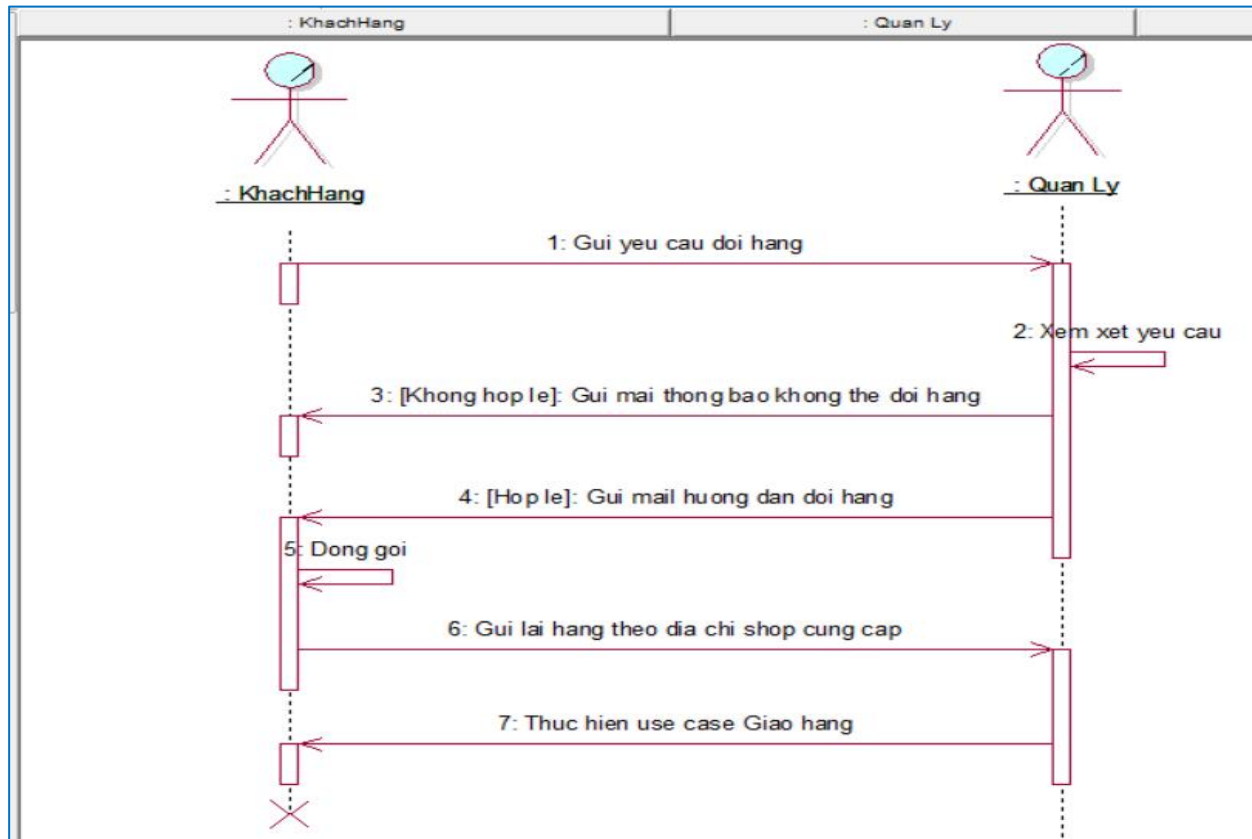 : KhachHang
: Quan Ly
: KhachHang
: Quan Ly
1: Gui yeu cau doi hang
2: Xem xet yeu cau
3: [Khong hop le]: Gui mai thong bao khong the doi hang
4: [Hop le]: Gui mail huong dan doi hang
5: Dong goi
6: Gui lai hang theo dia chi shop cung cap
7: Thuc hien use case Giao hang